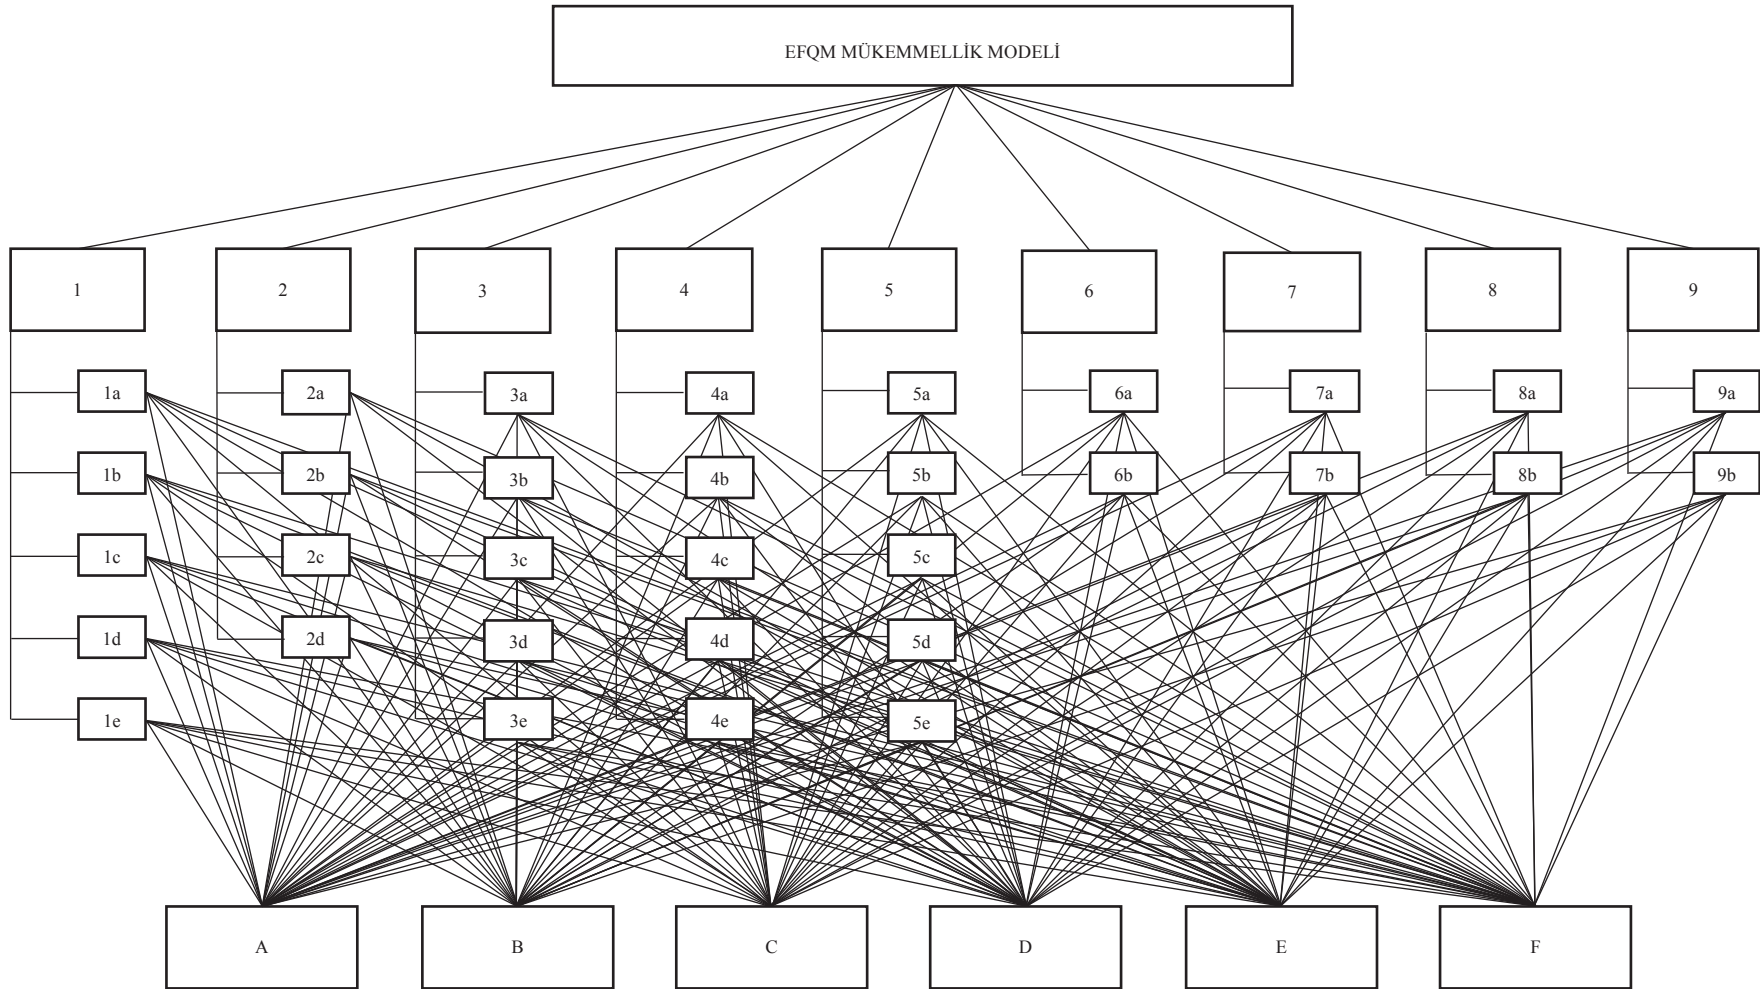 EFQM MÜKEMMELLİK MODELİ
1 2 3 4 5 6 7 8 9
1a 2a 3a 4a 5a 6a 7a 8a 9a
1b 2b 3b 4b 5b 6b 7b 8b 9b
1c 2c 3c 4c 5c
1d 2d 3d 4d 5d
1e 3e 4e 5e
A B C D E F